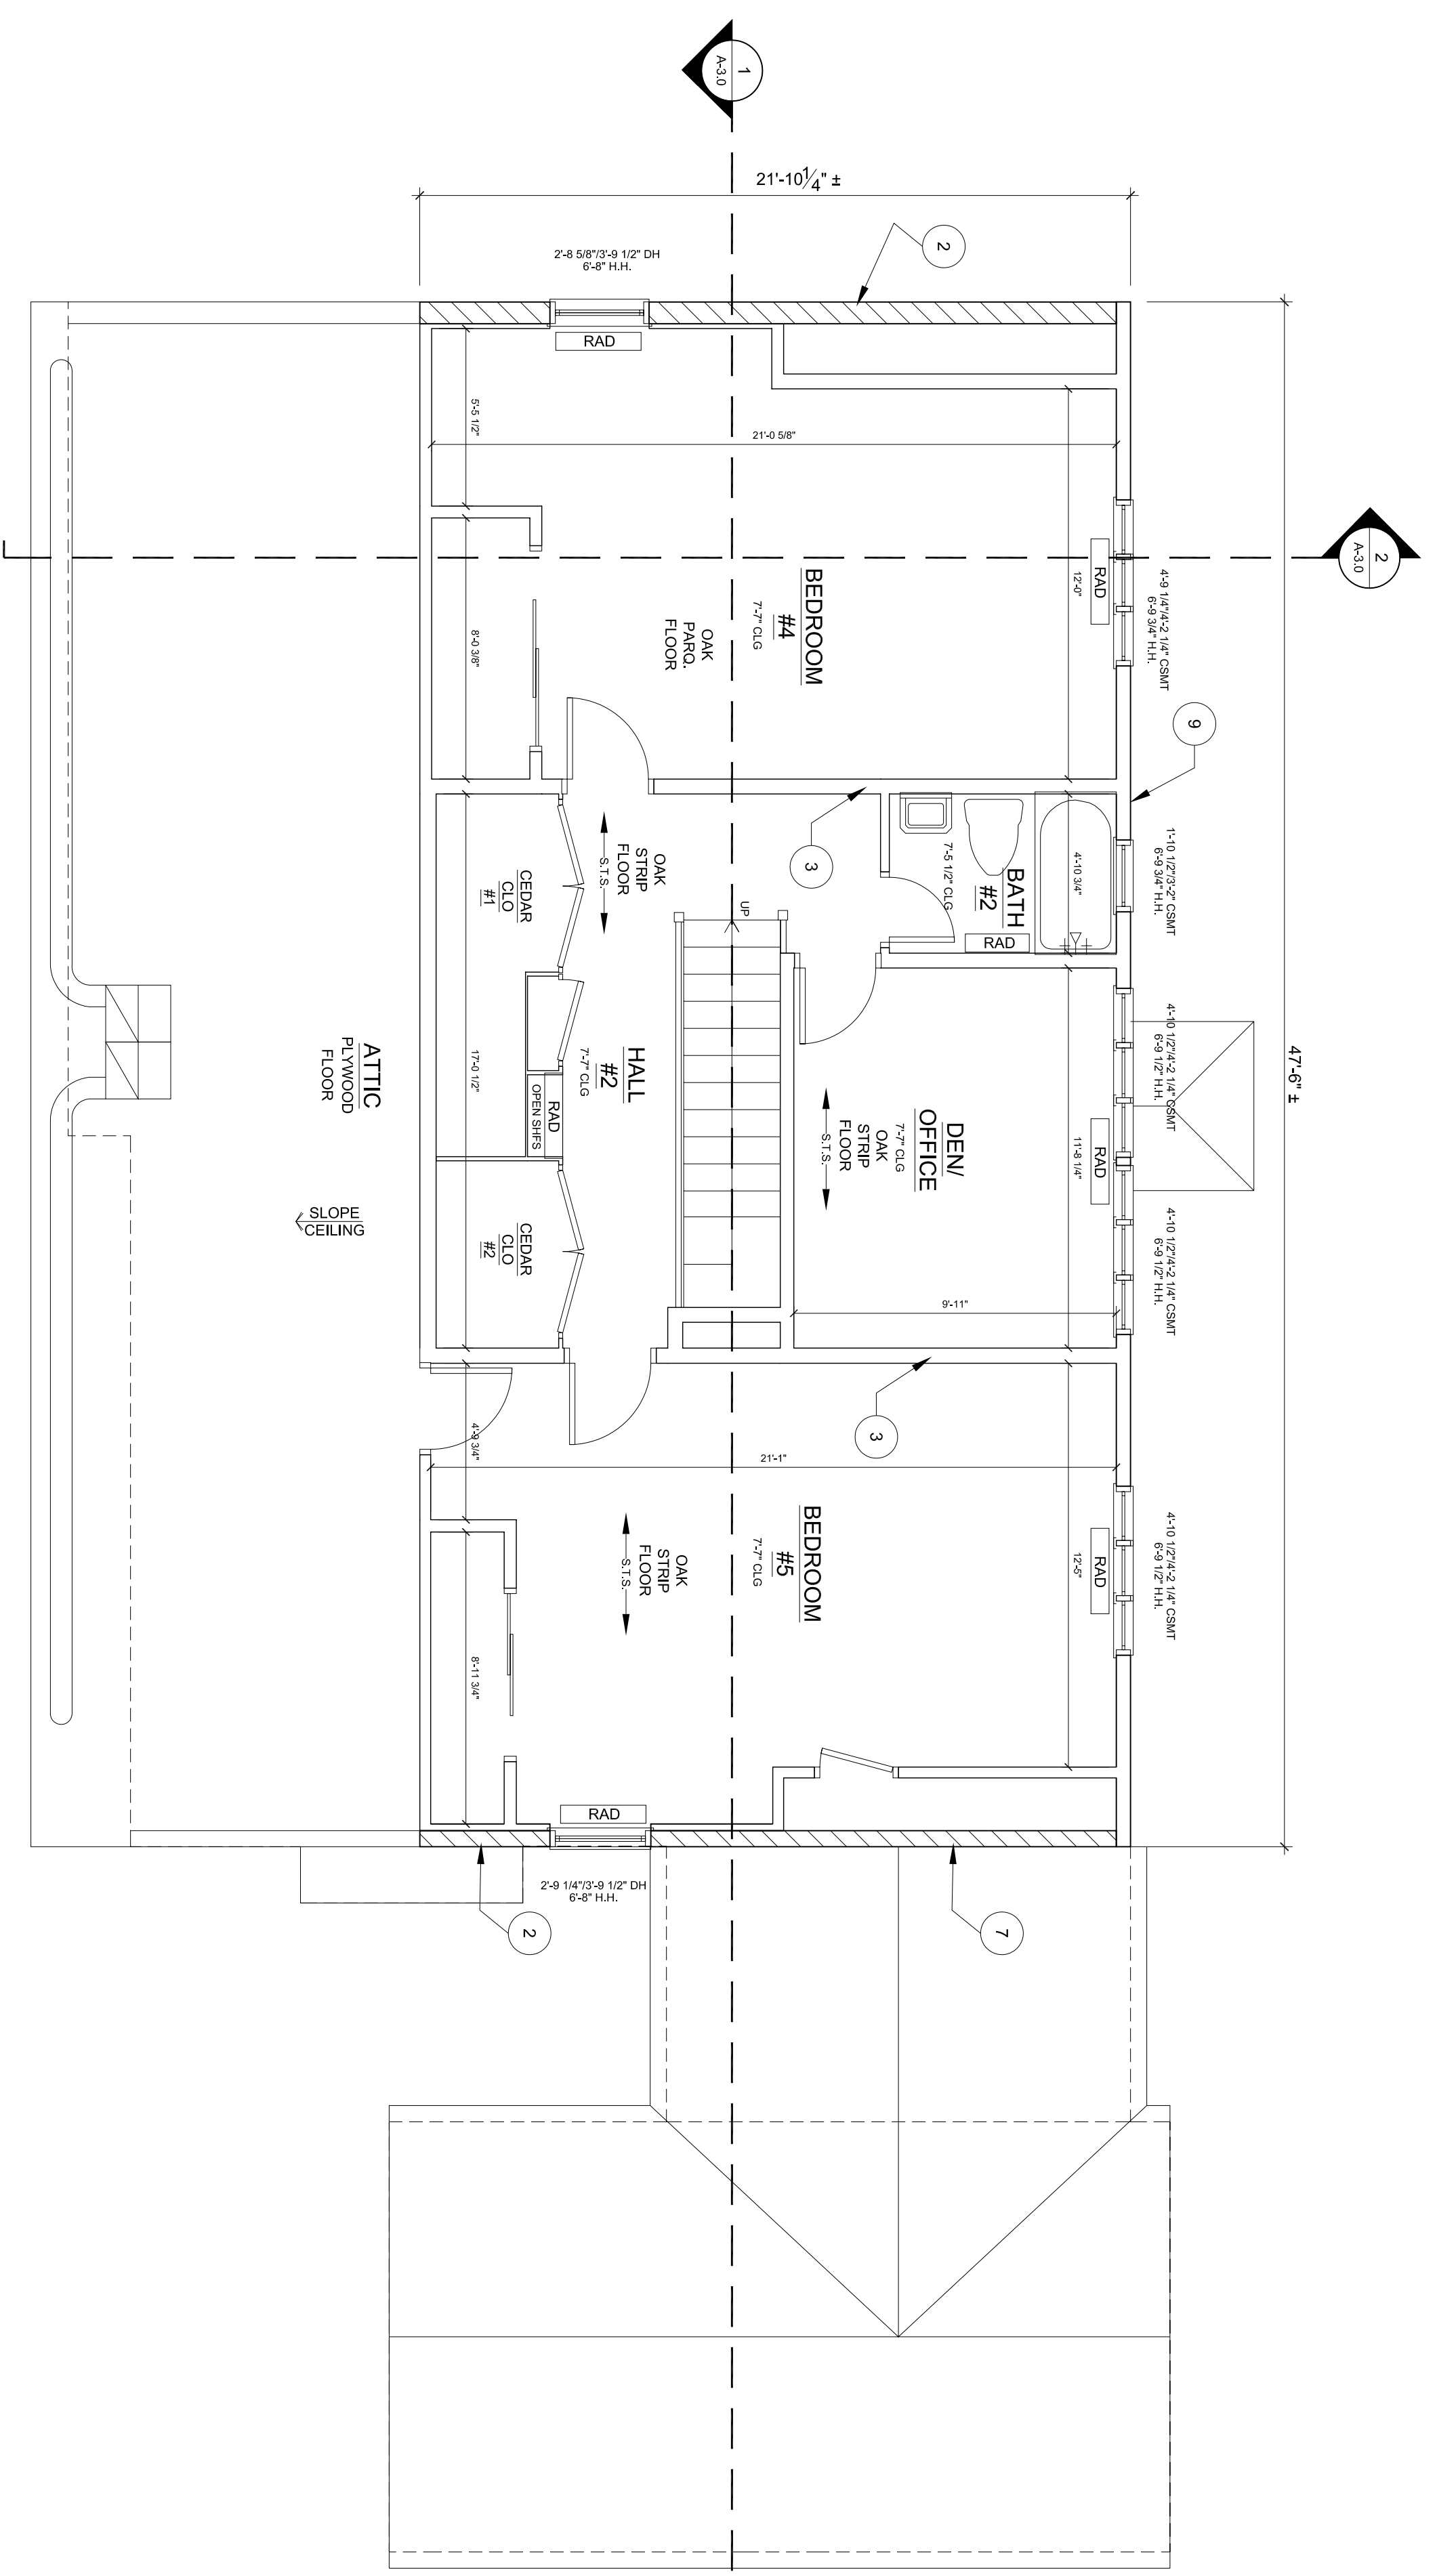 1
A-3.0
2
A-3.0
21'-10 1/4" ±
47'-6" ±
2
2'-8 5/8"/3'-9 1/2" DH
6'-8" H.H.
RAD
5'-5 1/2"
21'-0 5/8"
8'-0 3/8"
BEDROOM
#4
7'-7" CLG
OAK
PARQ.
FLOOR
RAD
12'-0"
4'-9 1/4"/4'-2 1/4" CSMT
6'-9 3/4" H.H.
9
3
1'-10 1/2"/3'-2" CSMT
6'-9 3/4" H.H.
4'-10 3/4"
BATH
#2
7'-5 1/2" CLG
RAD
OAK
STRIP
FLOOR
S.T.S.
CEDAR
CLO
#1
UP
HALL
#2
7'-7" CLG
RAD
OPEN SHFS
17'-0 1/2"
CEDAR
CLO
#2
ATTIC
PLYWOOD
FLOOR
SLOPE
CEILING
DEN/
OFFICE
7'-7" CLG
OAK
STRIP
FLOOR
S.T.S.
RAD
11'-8 1/4"
9'-11"
4'-10 1/2"/4'-2 1/4" CSMT
6'-9 1/2" H.H.
4'-10 1/2"/4'-2 1/4" CSMT
6'-9 1/2" H.H.
3
4'-9 3/4"
21'-1"
BEDROOM
#5
7'-7" CLG
OAK
STRIP
FLOOR
S.T.S.
RAD
12'-5"
4'-10 1/2"/4'-2 1/4" CSMT
6'-9 1/2" H.H.
8'-11 3/4"
RAD
2'-9 1/4"/3'-9 1/2" DH
6'-8" H.H.
2
7